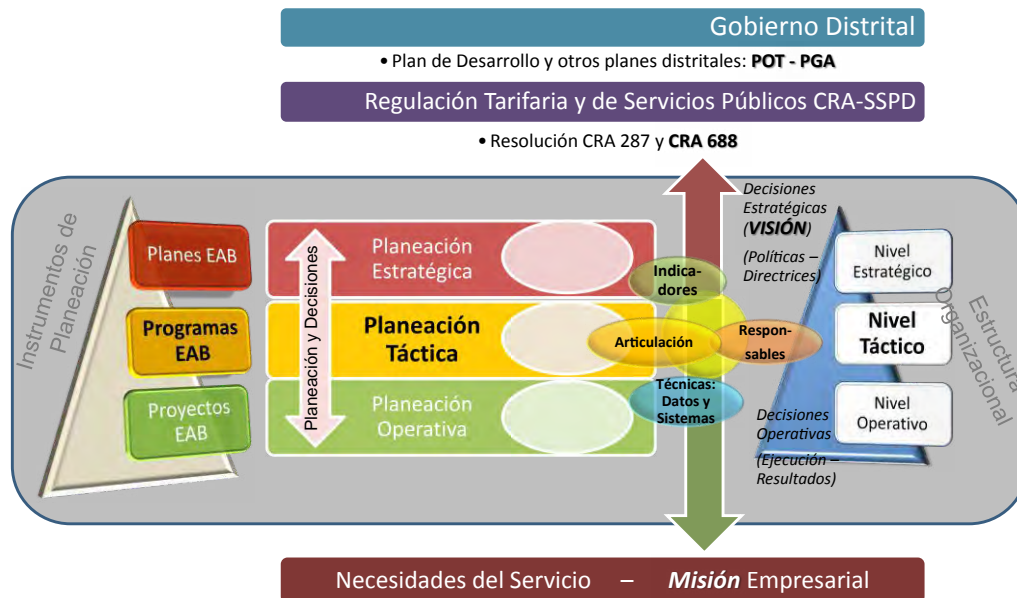 Gobierno Distrital
• Plan de Desarrollo y otros planes distritales: POT - PGA
Regulación Tarifaria y de Servicios Públicos CRA-SSPD
• Resolución CRA 287 y CRA 688
Instrumentos de
Planeación
Planes EAB
Programas
EAB
Proyectos
EAB
Planeación y Decisiones
Planeación
Estratégica
Planeación
Táctica
Planeación
Operativa
Indica-
dores
Articulación
Respon-
sables
Técnicas:
Datos y
Sistemas
Decisiones
Estratégicas
(VISIÓN)
(Políticas –
Directrices)
Decisiones
Operativas
(Ejecución –
Resultados)
Nivel
Estratégico
Nivel
Táctico
Nivel
Operativo
Estructura
Organizacional
Necesidades del Servicio – Misión Empresarial